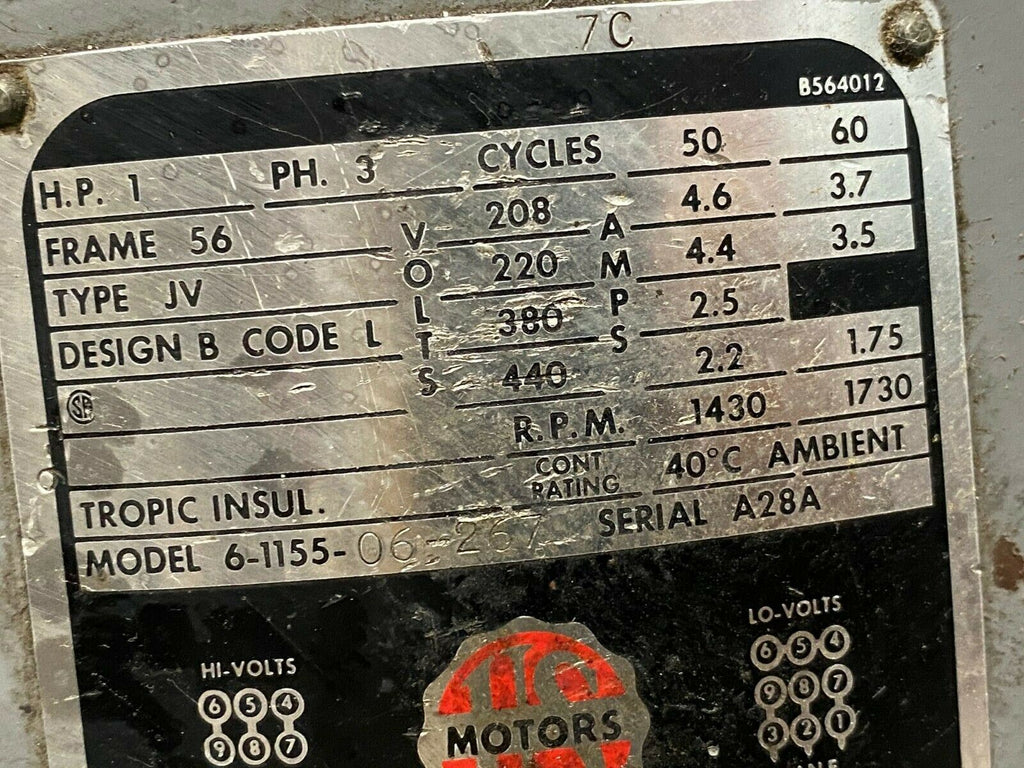 7C
B564012
H.P. 1 PH. 3 CYCLES 50 60
FRAME 56 VOLTS 208 AMPS 4.6 3.7
TYPE JV 220 4.4 3.5
DESIGN B CODE L 380 2.5
SA 440 2.2 1.75
R.P.M. 1430 1730
TROPIC INSUL. CONT RATING 40°C AMBIENT
MODEL 6-1155-06-267 SERIAL A28A
HI-VOLTS LO-VOLTS
6 5 4 6 5 4
9 8 7 9 8 7
3 2 1
MOTORS